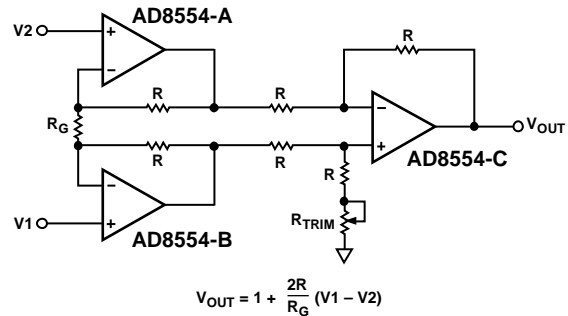 AD8554-A
V2
+
−
R
R
R
R_G
R
R
−
+
V_OUT
AD8554-C
R
−
+
V1
R_TRIM
AD8554-B
V_OUT = 1 + 2R/R_G (V1 – V2)